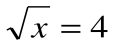 √x = 4